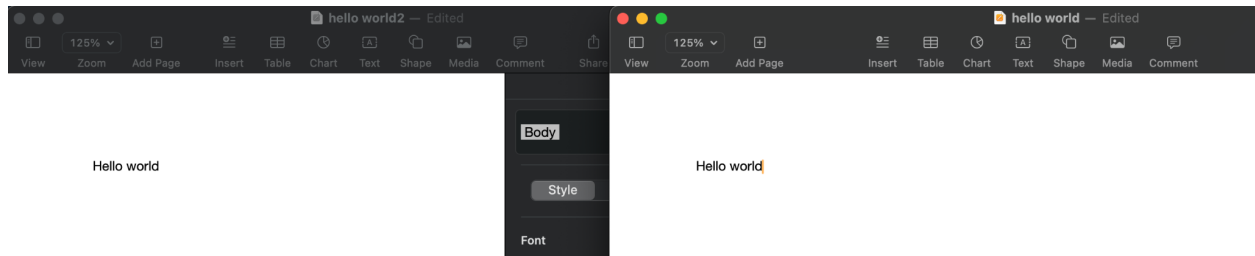 hello world2 — Edited
125%
View Zoom Add Page Insert Table Chart Text Shape Media Comment Share
Body
Hello world
Style
Font
hello world — Edited
125%
View Zoom Add Page Insert Table Chart Text Shape Media Comment
Hello world